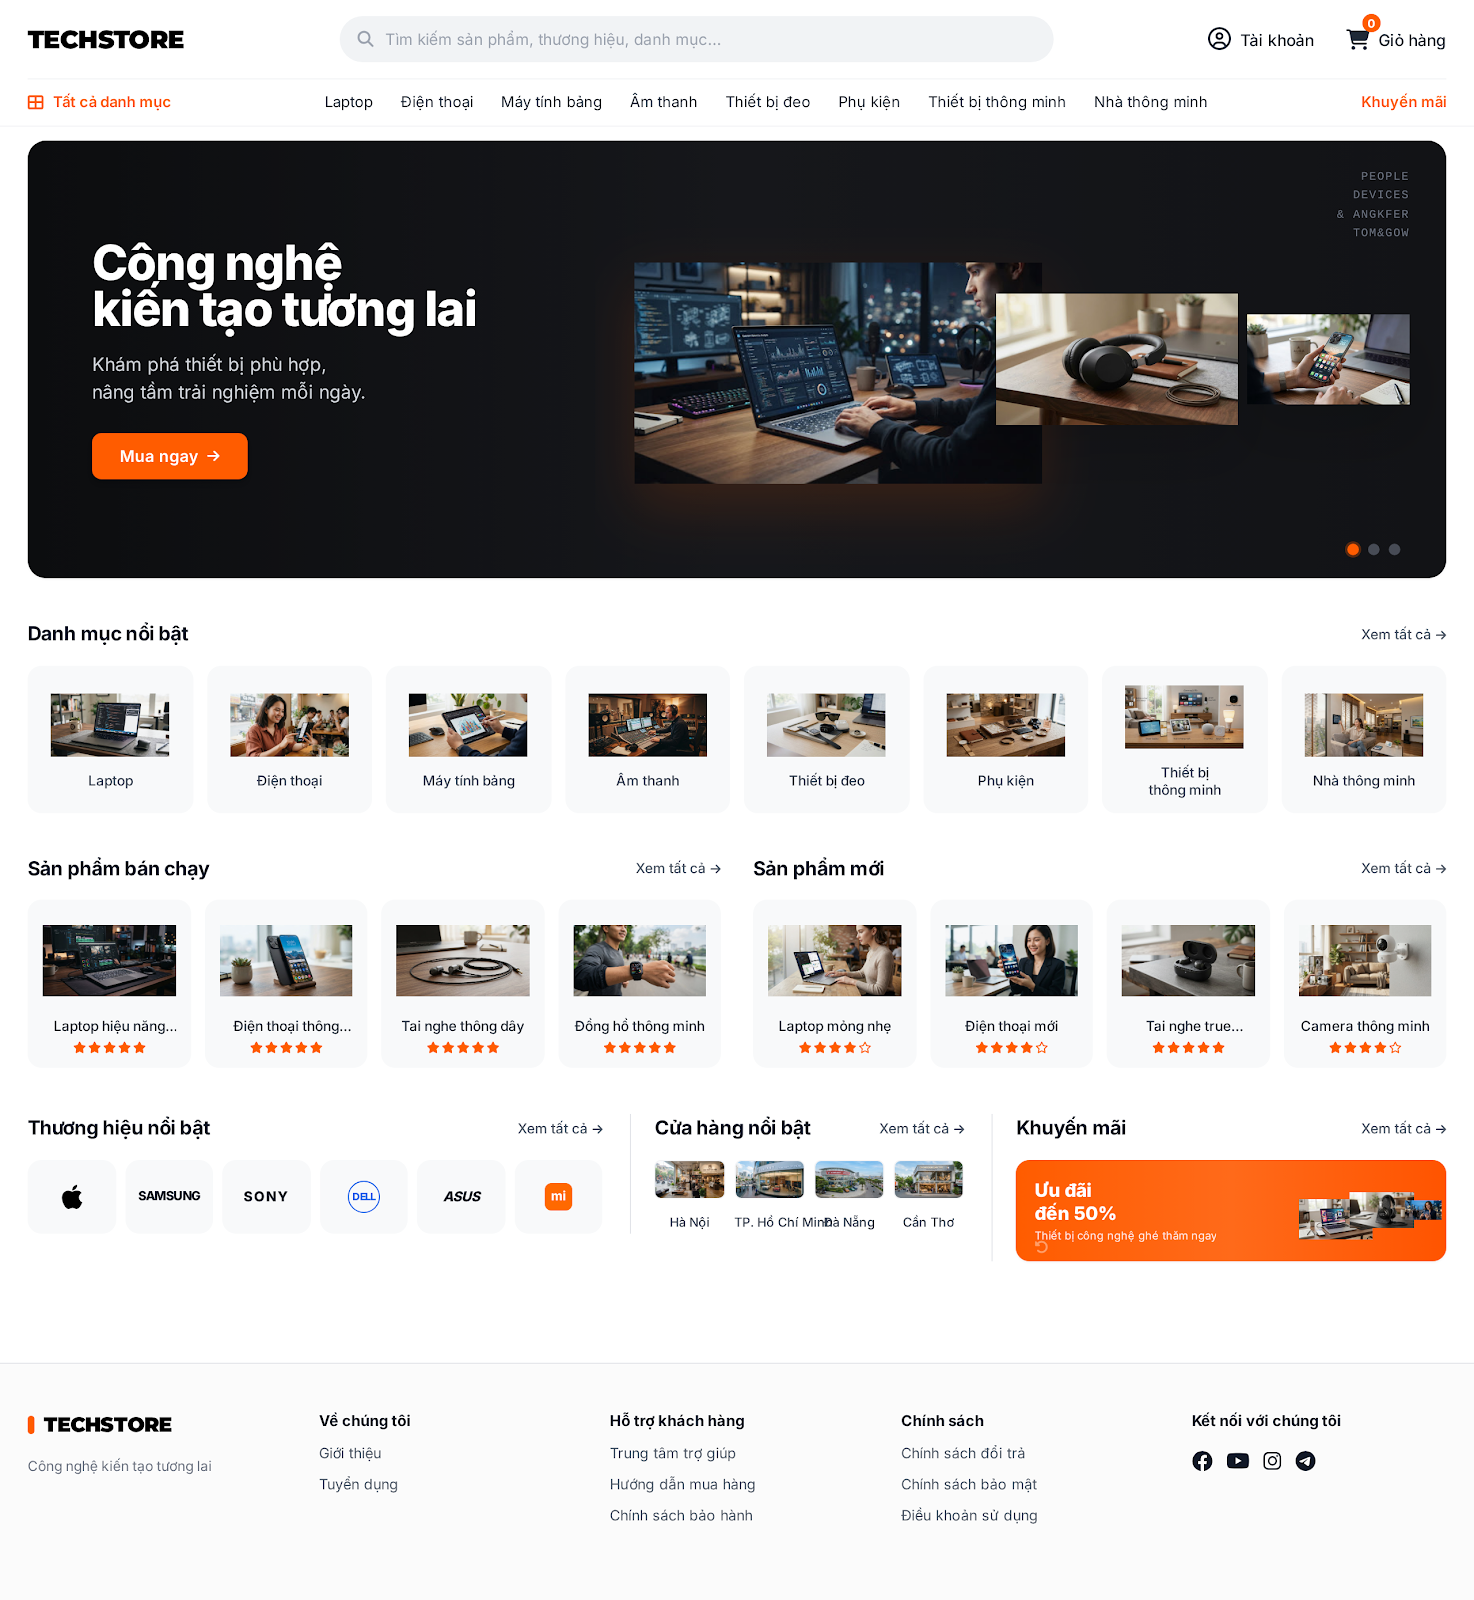 TECHSTORE
Tìm kiếm sản phẩm, thương hiệu, danh mục...
Tài khoản
0
Giỏ hàng
Tất cả danh mục
Laptop
Điện thoại
Máy tính bảng
Âm thanh
Thiết bị đeo
Phụ kiện
Thiết bị thông minh
Nhà thông minh
Khuyến mãi
PEOPLE
DEVICES
& ANGKFER
TOM&GOW
Công nghệ
kiến tạo tương lai
Khám phá thiết bị phù hợp,
nâng tầm trải nghiệm mỗi ngày.
Mua ngay →
Danh mục nổi bật
Xem tất cả →
Laptop
Điện thoại
Máy tính bảng
Âm thanh
Thiết bị đeo
Phụ kiện
Thiết bị
thông minh
Nhà thông minh
Sản phẩm bán chạy
Xem tất cả →
Laptop hiệu năng...
Điện thoại thông...
Tai nghe thông dây
Đồng hồ thông minh
Sản phẩm mới
Xem tất cả →
Laptop mỏng nhẹ
Điện thoại mới
Tai nghe true...
Camera thông minh
Thương hiệu nổi bật
Xem tất cả →
SAMSUNG
SONY
DELL
ASUS
mi
Cửa hàng nổi bật
Xem tất cả →
Hà Nội
TP. Hồ Chí Minh
Đà Nẵng
Cần Thơ
Khuyến mãi
Xem tất cả →
Ưu đãi
đến 50%
Thiết bị công nghệ ghé thăm ngay
TECHSTORE
Công nghệ kiến tạo tương lai
Về chúng tôi
Giới thiệu
Tuyển dụng
Hỗ trợ khách hàng
Trung tâm trợ giúp
Hướng dẫn mua hàng
Chính sách bảo hành
Chính sách
Chính sách đổi trả
Chính sách bảo mật
Điều khoản sử dụng
Kết nối với chúng tôi